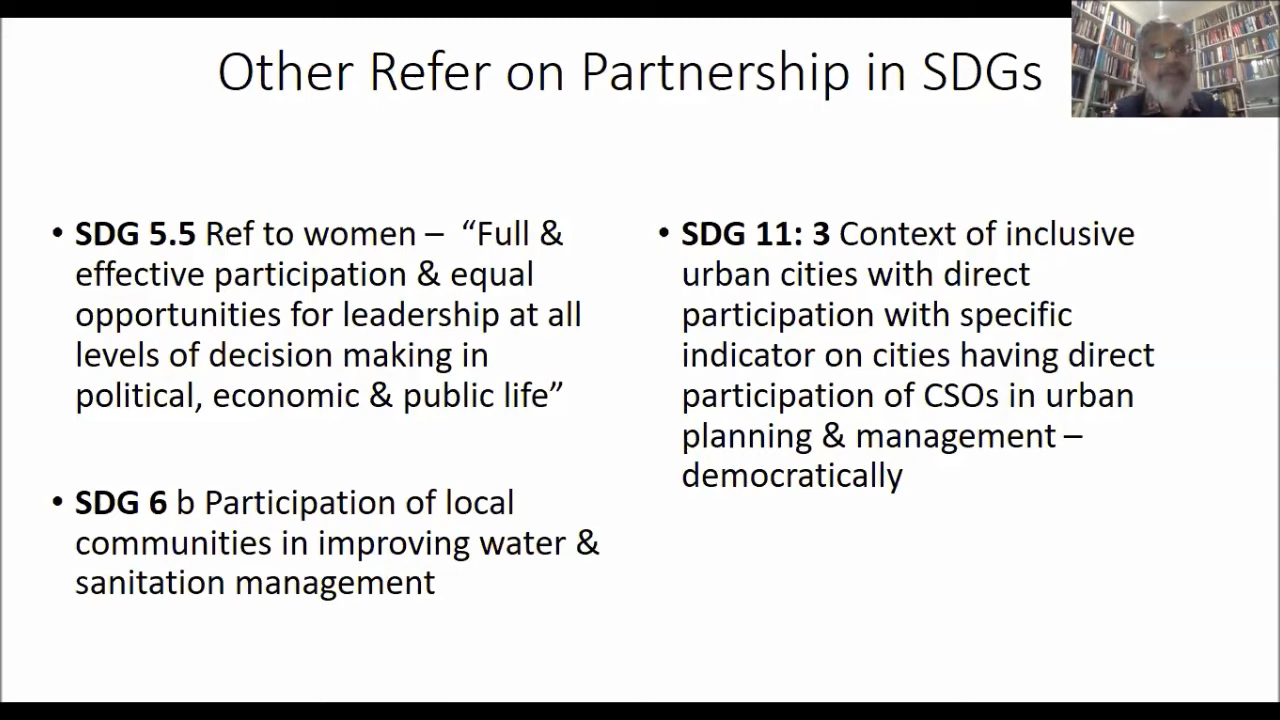 Other Refer on Partnership in SDGs
• SDG 5.5 Ref to women – “Full &
effective participation & equal
opportunities for leadership at all
levels of decision making in
political, economic & public life”
• SDG 6 b Participation of local
communities in improving water &
sanitation management
• SDG 11: 3 Context of inclusive
urban cities with direct
participation with specific
indicator on cities having direct
participation of CSOs in urban
planning & management –
democratically